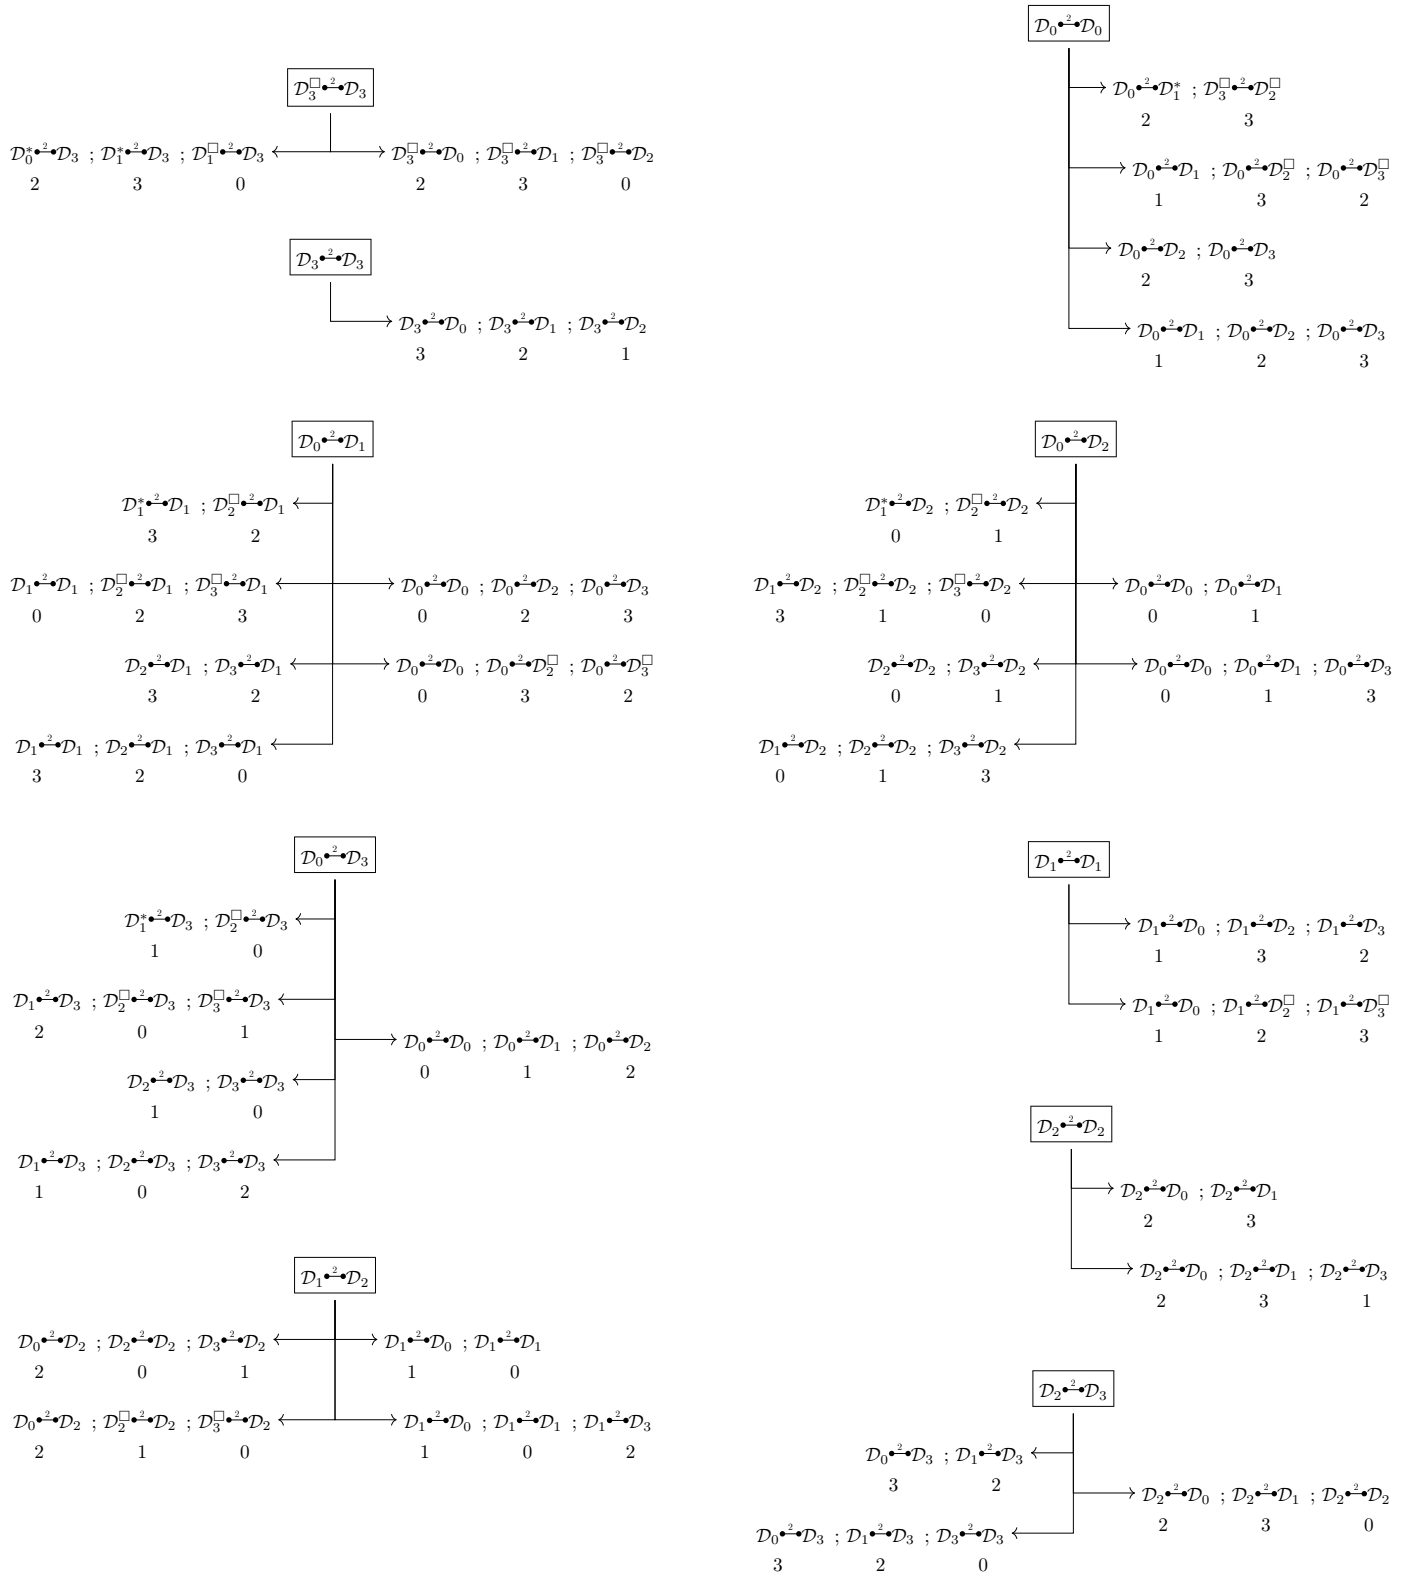 𝒟₃^□ •—²—• 𝒟₃
𝒟₀^* •—²—• 𝒟₃ ; 𝒟₁^* •—²—• 𝒟₃ ; 𝒟₁^□ •—²—• 𝒟₃ 𝒟₃^□ •—²—• 𝒟₀ ; 𝒟₃^□ •—²—• 𝒟₁ ; 𝒟₃^□ •—²—• 𝒟₂
2 3 0 2 3 0
𝒟₃ •—²—• 𝒟₃
𝒟₃ •—²—• 𝒟₀ ; 𝒟₃ •—²—• 𝒟₁ ; 𝒟₃ •—²—• 𝒟₂
3 2 1
𝒟₀ •—²—• 𝒟₀
𝒟₀ •—²—• 𝒟₁^* ; 𝒟₃^□ •—²—• 𝒟₂^□
2 3
𝒟₀ •—²—• 𝒟₁ ; 𝒟₀ •—²—• 𝒟₂^□ ; 𝒟₀ •—²—• 𝒟₃^□
1 3 2
𝒟₀ •—²—• 𝒟₂ ; 𝒟₀ •—²—• 𝒟₃
2 3
𝒟₀ •—²—• 𝒟₁ ; 𝒟₀ •—²—• 𝒟₂ ; 𝒟₀ •—²—• 𝒟₃
1 2 3
𝒟₀ •—²—• 𝒟₁
𝒟₁^* •—²—• 𝒟₁ ; 𝒟₂^□ •—²—• 𝒟₁
3 2
𝒟₁ •—²—• 𝒟₁ ; 𝒟₂^□ •—²—• 𝒟₁ ; 𝒟₃^□ •—²—• 𝒟₁ 𝒟₀ •—²—• 𝒟₀ ; 𝒟₀ •—²—• 𝒟₂ ; 𝒟₀ •—²—• 𝒟₃
0 2 3 0 2 3
𝒟₂ •—²—• 𝒟₁ ; 𝒟₃ •—²—• 𝒟₁ 𝒟₀ •—²—• 𝒟₀ ; 𝒟₀ •—²—• 𝒟₂^□ ; 𝒟₀ •—²—• 𝒟₃^□
3 2 0 3 2
𝒟₁ •—²—• 𝒟₁ ; 𝒟₂ •—²—• 𝒟₁ ; 𝒟₃ •—²—• 𝒟₁
3 2 0
𝒟₀ •—²—• 𝒟₂
𝒟₁^* •—²—• 𝒟₂ ; 𝒟₂^□ •—²—• 𝒟₂
0 1
𝒟₁ •—²—• 𝒟₂ ; 𝒟₂^□ •—²—• 𝒟₂ ; 𝒟₃^□ •—²—• 𝒟₂ 𝒟₀ •—²—• 𝒟₀ ; 𝒟₀ •—²—• 𝒟₁
3 1 0 0 1
𝒟₂ •—²—• 𝒟₂ ; 𝒟₃ •—²—• 𝒟₂ 𝒟₀ •—²—• 𝒟₀ ; 𝒟₀ •—²—• 𝒟₁ ; 𝒟₀ •—²—• 𝒟₃
0 1 0 1 3
𝒟₁ •—²—• 𝒟₂ ; 𝒟₂ •—²—• 𝒟₂ ; 𝒟₃ •—²—• 𝒟₂
0 1 3
𝒟₀ •—²—• 𝒟₃
𝒟₁^* •—²—• 𝒟₃ ; 𝒟₂^□ •—²—• 𝒟₃
1 0
𝒟₁ •—²—• 𝒟₃ ; 𝒟₂^□ •—²—• 𝒟₃ ; 𝒟₃^□ •—²—• 𝒟₃
2 0 1
𝒟₀ •—²—• 𝒟₀ ; 𝒟₀ •—²—• 𝒟₁ ; 𝒟₀ •—²—• 𝒟₂
0 1 2
𝒟₂ •—²—• 𝒟₃ ; 𝒟₃ •—²—• 𝒟₃
1 0
𝒟₁ •—²—• 𝒟₃ ; 𝒟₂ •—²—• 𝒟₃ ; 𝒟₃ •—²—• 𝒟₃
1 0 2
𝒟₁ •—²—• 𝒟₁
𝒟₁ •—²—• 𝒟₀ ; 𝒟₁ •—²—• 𝒟₂ ; 𝒟₁ •—²—• 𝒟₃
1 3 2
𝒟₁ •—²—• 𝒟₀ ; 𝒟₁ •—²—• 𝒟₂^□ ; 𝒟₁ •—²—• 𝒟₃^□
1 2 3
𝒟₂ •—²—• 𝒟₂
𝒟₂ •—²—• 𝒟₀ ; 𝒟₂ •—²—• 𝒟₁
2 3
𝒟₂ •—²—• 𝒟₀ ; 𝒟₂ •—²—• 𝒟₁ ; 𝒟₂ •—²—• 𝒟₃
2 3 1
𝒟₁ •—²—• 𝒟₂
𝒟₀ •—²—• 𝒟₂ ; 𝒟₂ •—²—• 𝒟₂ ; 𝒟₃ •—²—• 𝒟₂ 𝒟₁ •—²—• 𝒟₀ ; 𝒟₁ •—²—• 𝒟₁
2 0 1 1 0
𝒟₀ •—²—• 𝒟₂ ; 𝒟₂^□ •—²—• 𝒟₂ ; 𝒟₃^□ •—²—• 𝒟₂ 𝒟₁ •—²—• 𝒟₀ ; 𝒟₁ •—²—• 𝒟₁ ; 𝒟₁ •—²—• 𝒟₃
2 1 0 1 0 2
𝒟₂ •—²—• 𝒟₃
𝒟₀ •—²—• 𝒟₃ ; 𝒟₁ •—²—• 𝒟₃
3 2
𝒟₂ •—²—• 𝒟₀ ; 𝒟₂ •—²—• 𝒟₁ ; 𝒟₂ •—²—• 𝒟₂
2 3 0
𝒟₀ •—²—• 𝒟₃ ; 𝒟₁ •—²—• 𝒟₃ ; 𝒟₃ •—²—• 𝒟₃
3 2 0